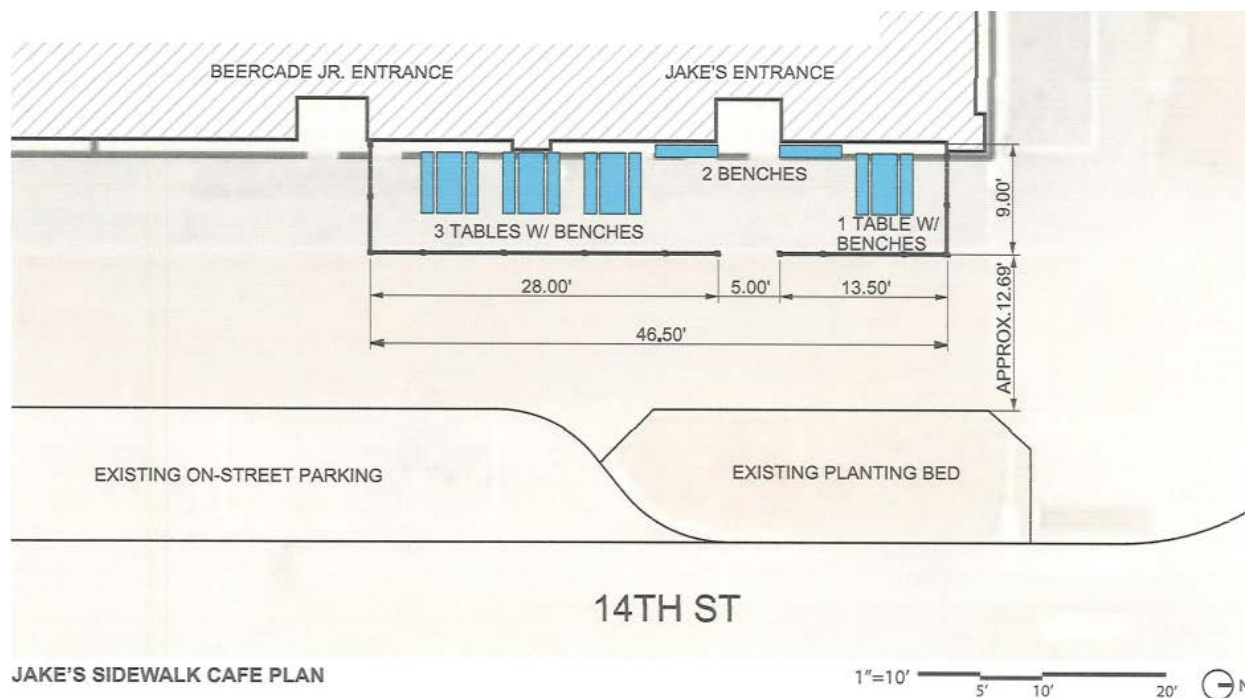 BEERCADE JR. ENTRANCE
JAKE'S ENTRANCE
2 BENCHES
3 TABLES W/ BENCHES
1 TABLE W/
BENCHES
9.00'
28.00'
5.00'
13.50'
46.50'
APPROX.12.69'
EXISTING ON-STREET PARKING
EXISTING PLANTING BED
14TH ST
JAKE'S SIDEWALK CAFE PLAN
1"=10'
5'
10'
20'
N